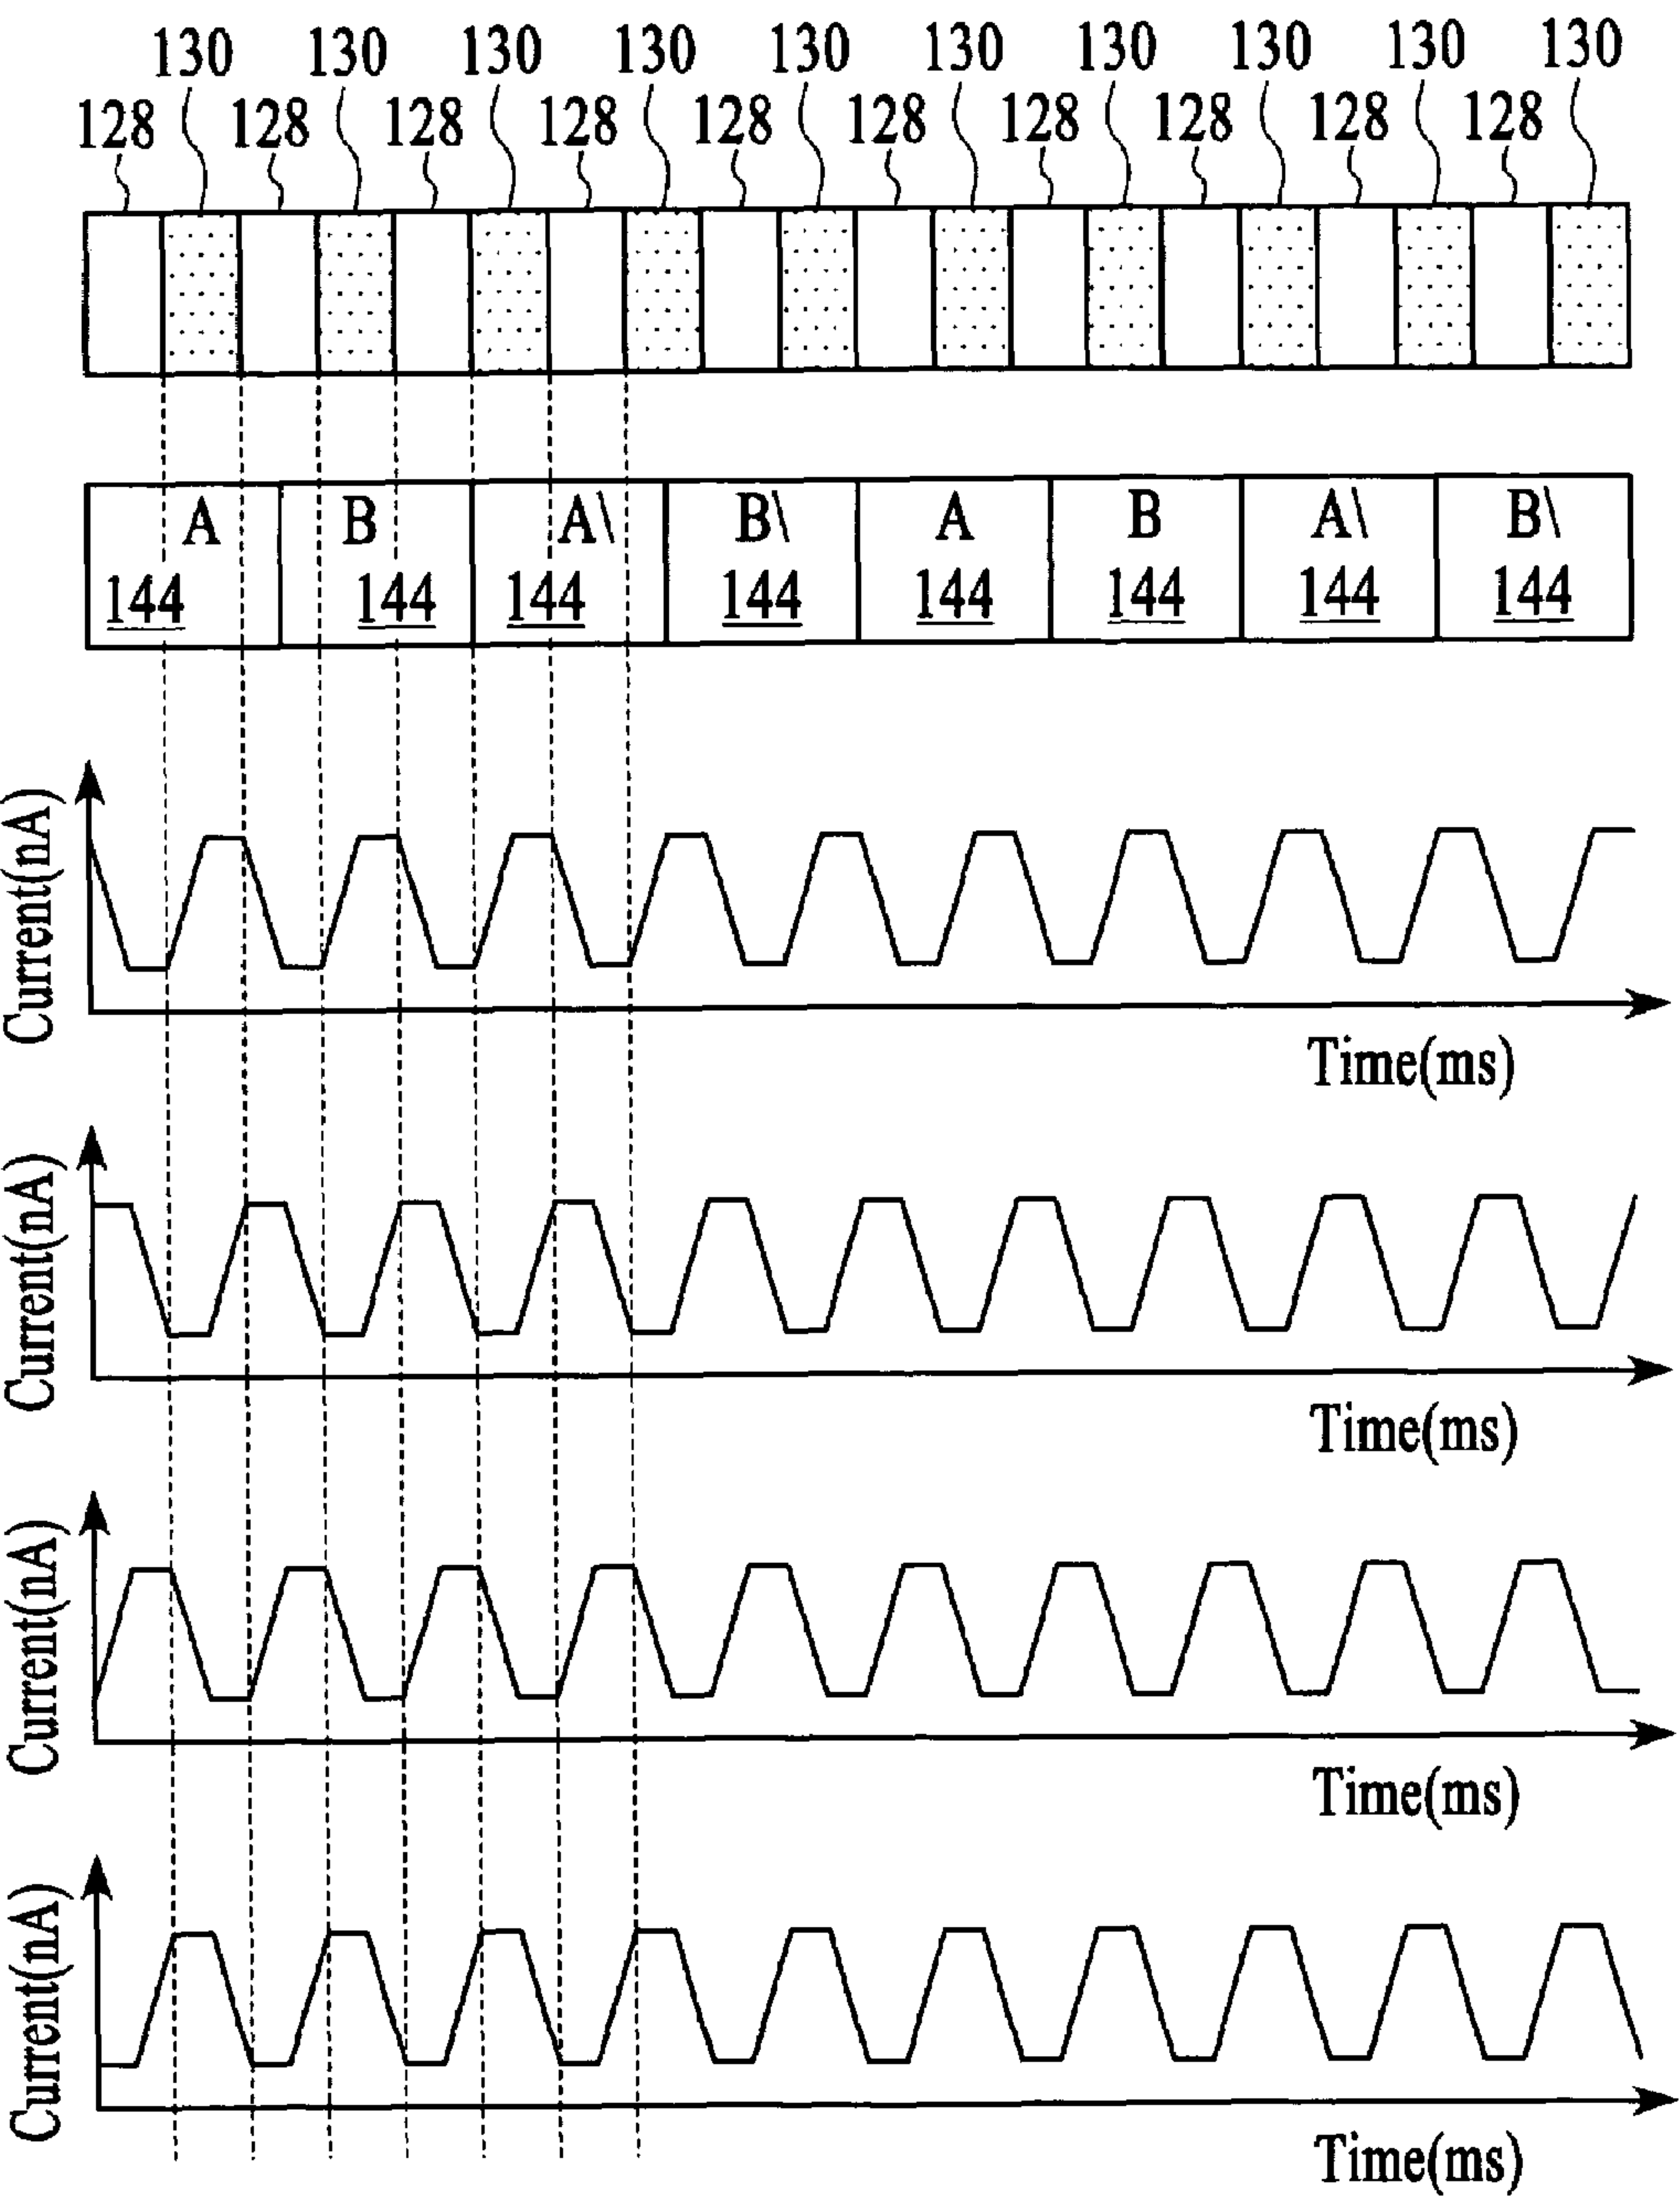 130 130 130 130 130 130 130 130 130 130
128 128 128 128 128 128 128 128 128 128
A B A\ B\ A B A\ B\
144 144 144 144 144 144 144 144
Current(nA)
Time(ms)
Current(nA)
Time(ms)
Current(nA)
Time(ms)
Current(nA)
Time(ms)